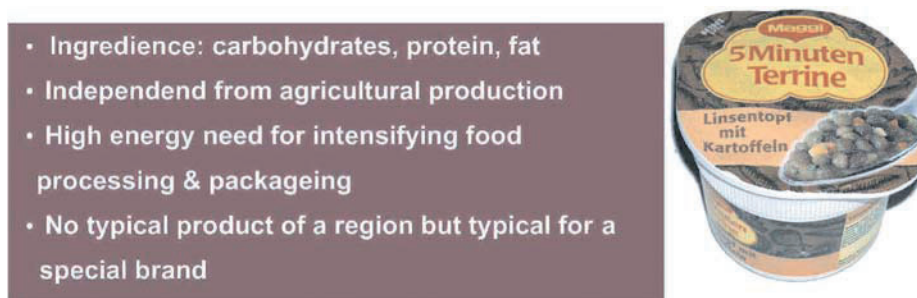 • Ingredience: carbohydrates, protein, fat
• Independend from agricultural production
• High energy need for intensifying food
processing & packageing
• No typical product of a region but typical for a
special brand
Maggi
5 Minuten
Terrine
Linsentopf
mit
Kartoffeln